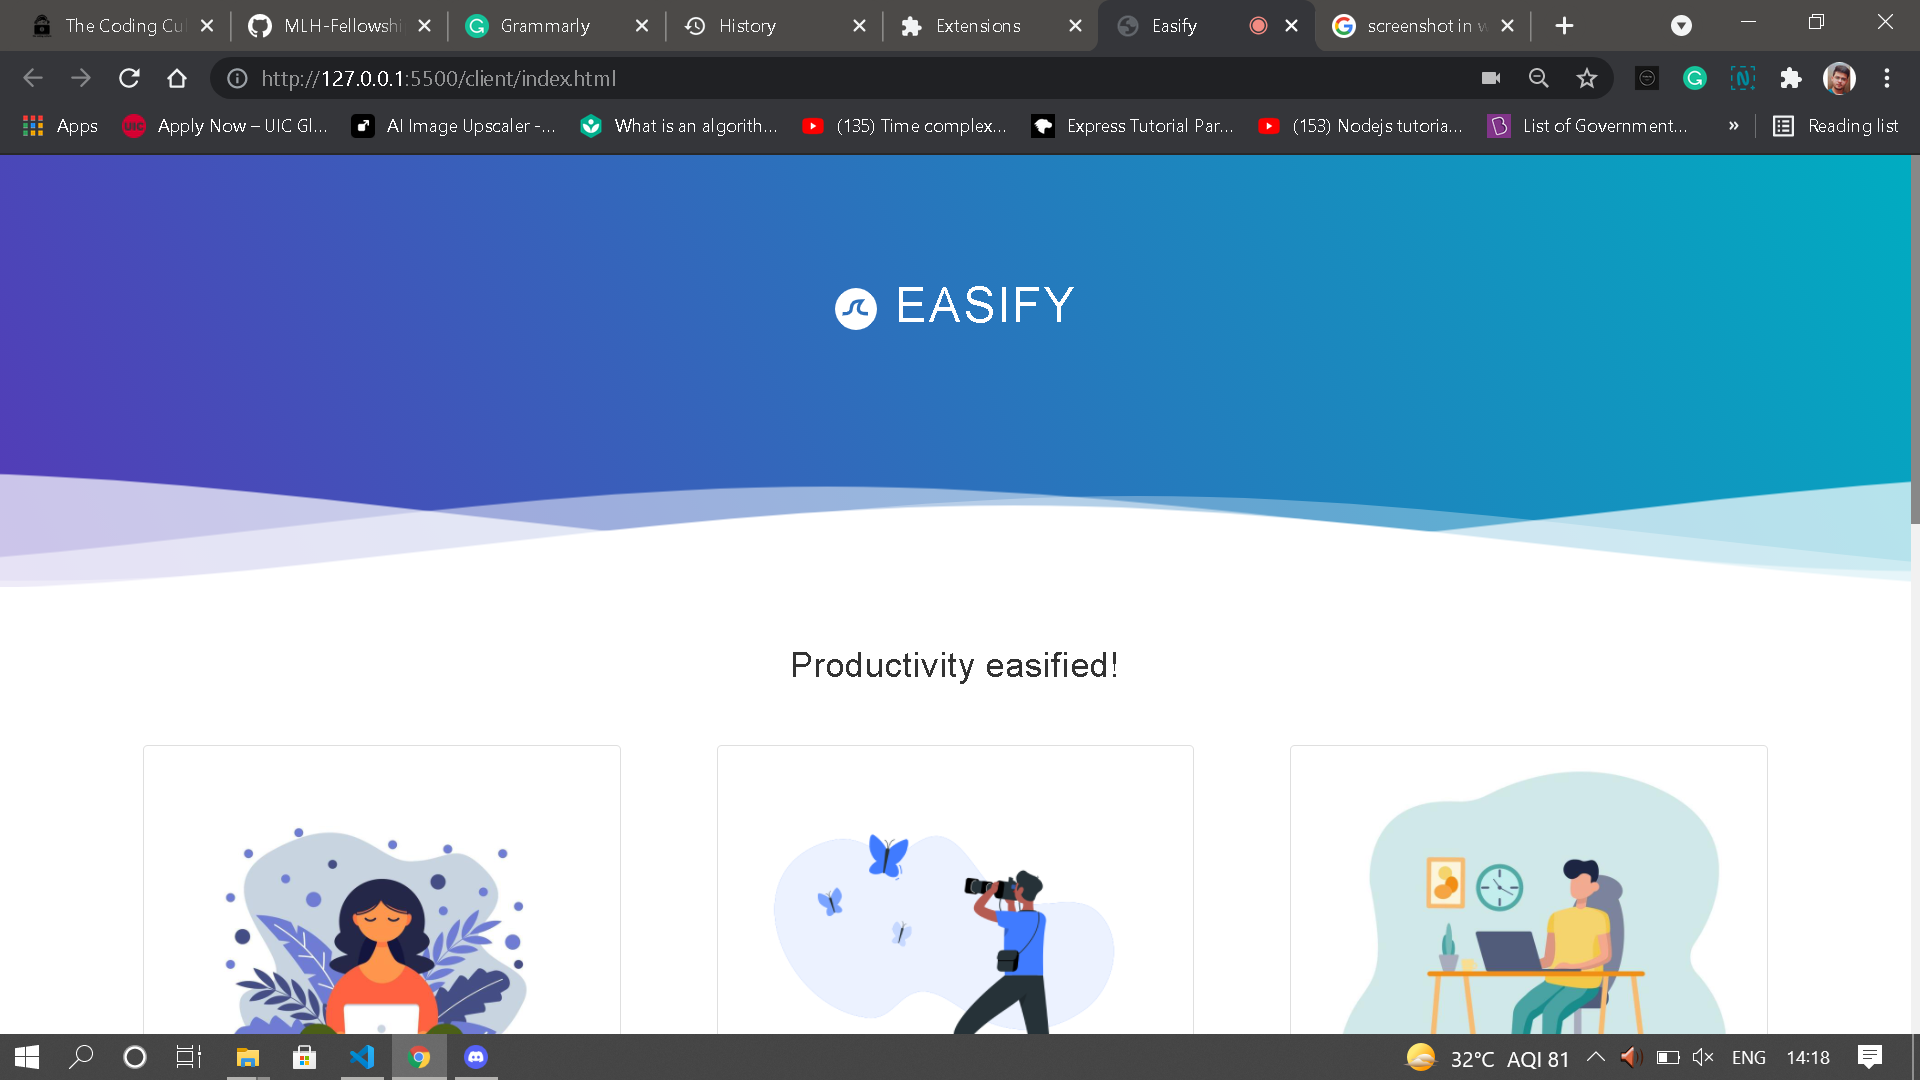 The Coding Cul
MLH-Fellowshi
Grammarly
History
Extensions
Easify
screenshot in w
http://127.0.0.1:5500/client/index.html
Apps
UIC
Apply Now – UIC Gl...
AI Image Upscaler -...
What is an algorith...
(135) Time complex...
Express Tutorial Par...
(153) Nodejs tutoria...
List of Government...
»
Reading list
EASIFY
Productivity easified!
32°C AQI 81
ENG
14:18